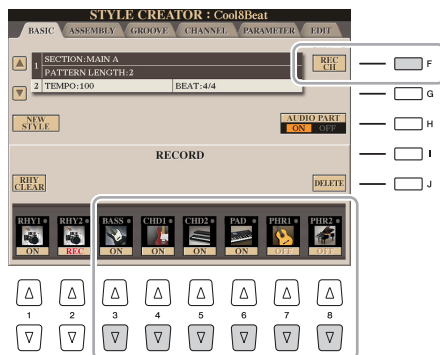 STYLE CREATOR : Cool8Beat
BASIC ASSEMBLY GROOVE CHANNEL PARAMETER EDIT
1 SECTION:MAIN A
PATTERN LENGTH:2
2 TEMPO:100 BEAT:4/4
REC CH
F
G
NEW STYLE
AUDIO PART
ON OFF
H
RECORD
I
RHY CLEAR
DELETE
J
RHY1 RHY2 BASS CHD1 CHD2 PAD PHR1 PHR2
ON REC ON ON ON ON OFF OFF
1 2 3 4 5 6 7 8